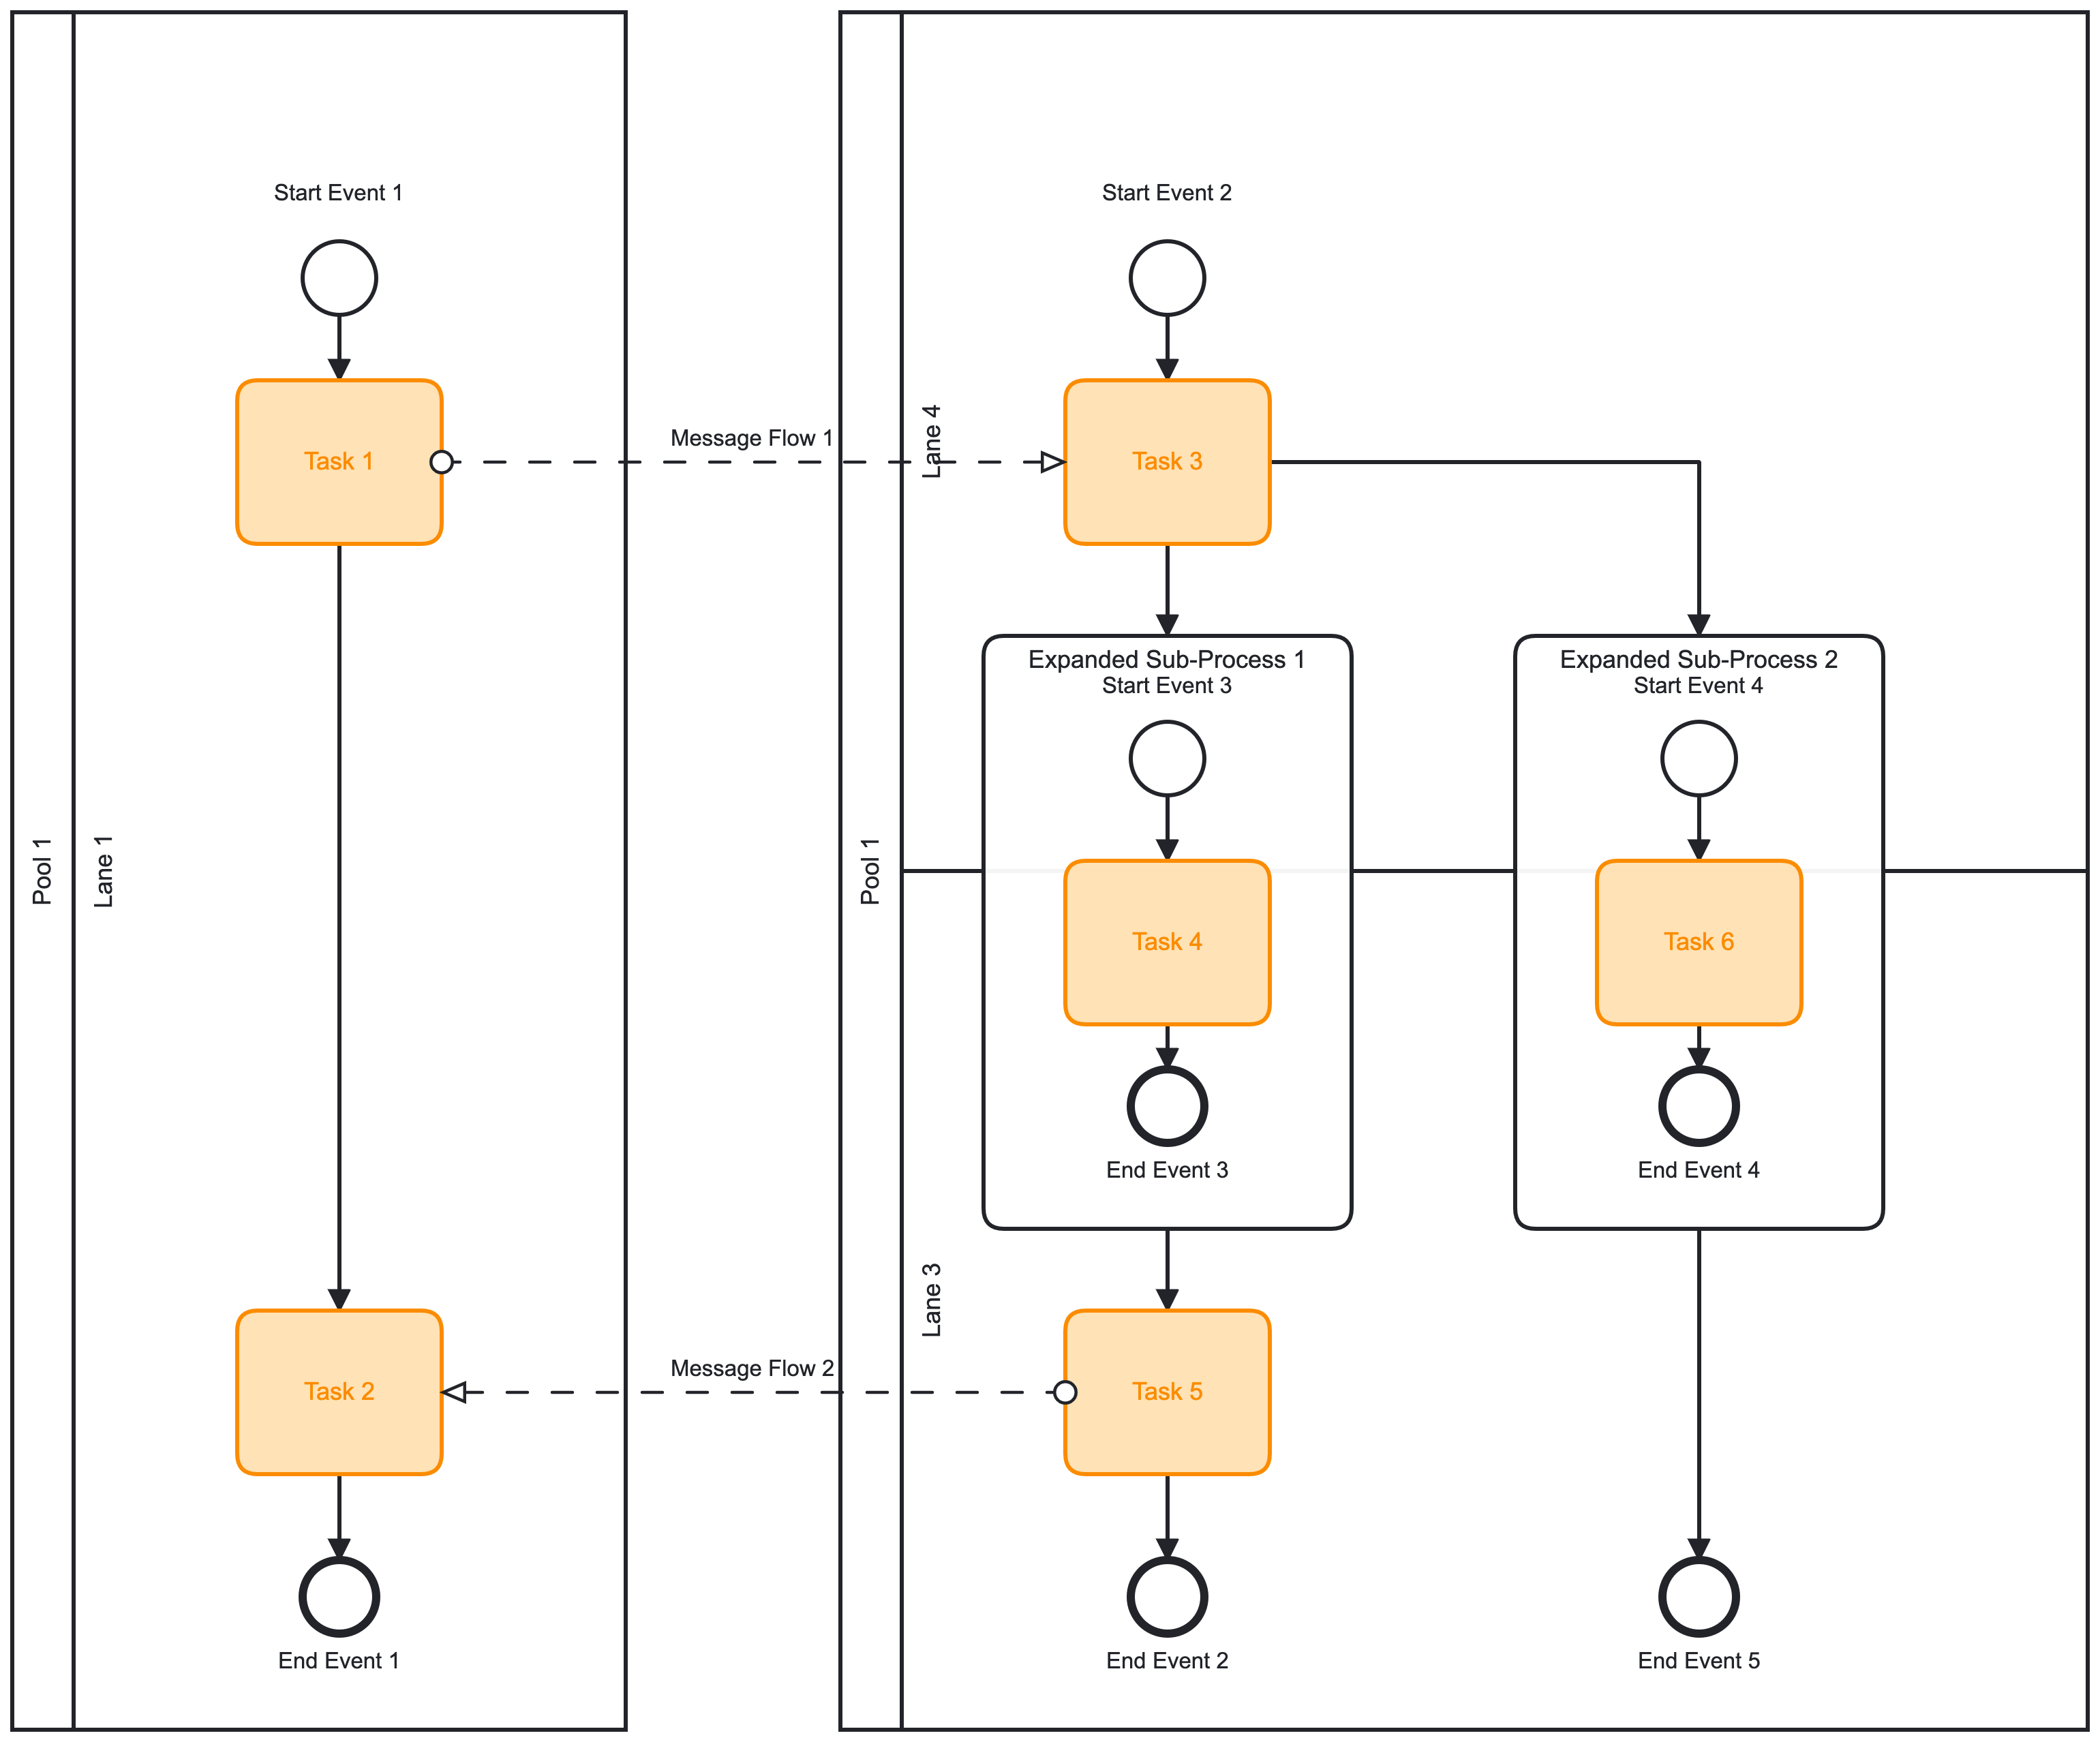 Pool 1
Lane 1
Start Event 1
Task 1
Task 2
End Event 1
Message Flow 1
Message Flow 2
Pool 1
Lane 4
Lane 3
Start Event 2
Task 3
Expanded Sub-Process 1
Start Event 3
Task 4
End Event 3
Task 5
End Event 2
Expanded Sub-Process 2
Start Event 4
Task 6
End Event 4
End Event 5